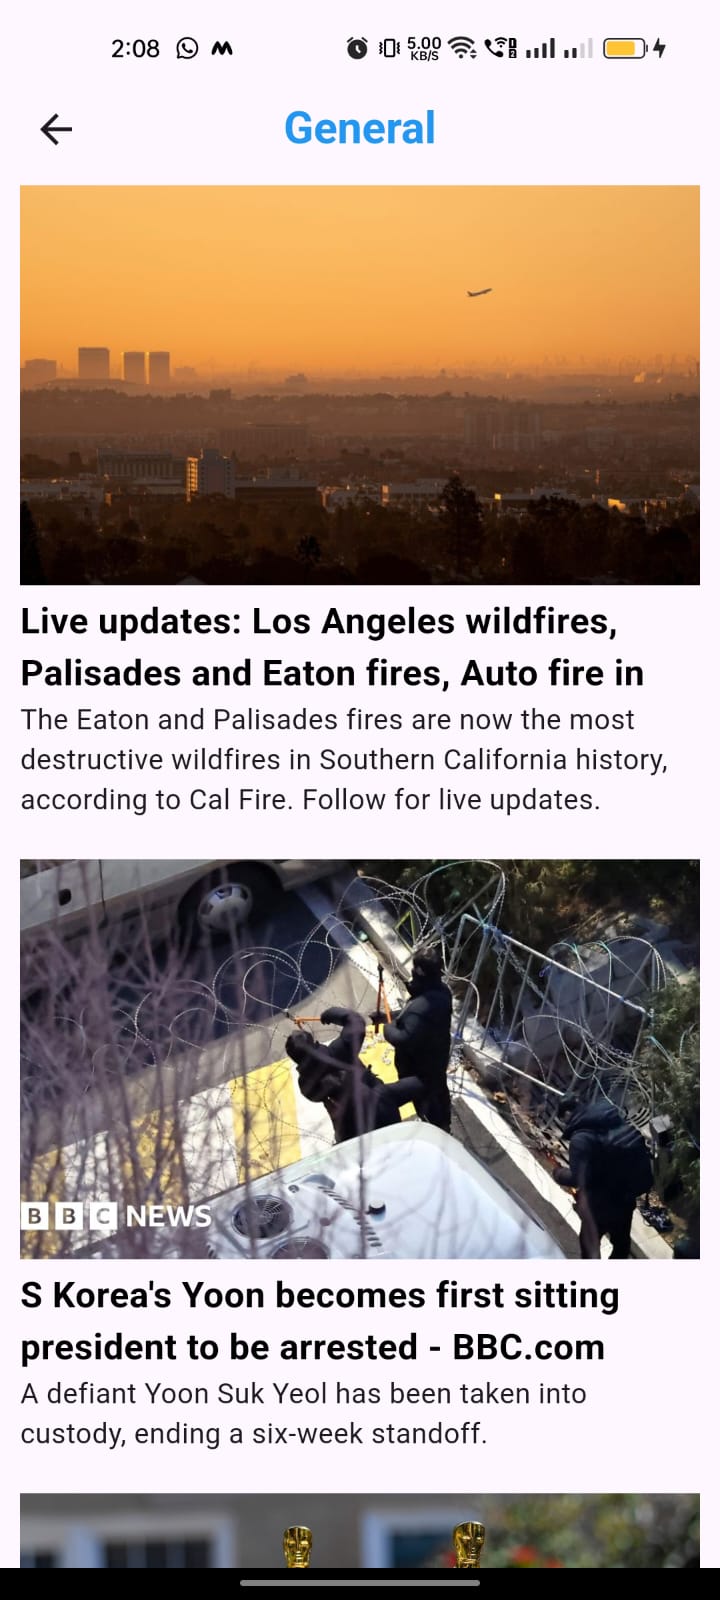 2:08
5.00
KB/S
General
Live updates: Los Angeles wildfires,
Palisades and Eaton fires, Auto fire in
The Eaton and Palisades fires are now the most
destructive wildfires in Southern California history,
according to Cal Fire. Follow for live updates.
BBC NEWS
S Korea's Yoon becomes first sitting
president to be arrested - BBC.com
A defiant Yoon Suk Yeol has been taken into
custody, ending a six-week standoff.